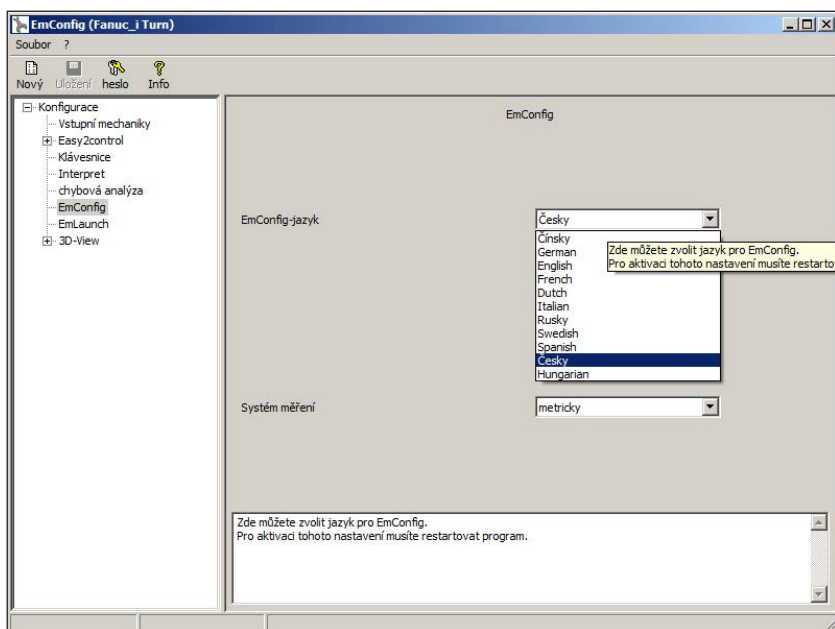 EmConfig (Fanuc_i Turn)
Soubor ?
Nový Uložení heslo Info
Konfigurace
Vstupní mechaniky
Easy2control
Klávesnice
Interpret
chybová analýza
EmConfig
EmLaunch
3D-View
EmConfig
EmConfig-jazyk
Česky
Čínsky
German
English
French
Dutch
Italian
Rusky
Swedish
Spanish
Česky
Hungarian
Zde můžete zvolit jazyk pro EmConfig.
Pro aktivaci tohoto nastavení musíte restarto
Systém měření
metricky
Zde můžete zvolit jazyk pro EmConfig.
Pro aktivaci tohoto nastavení musíte restartovat program.